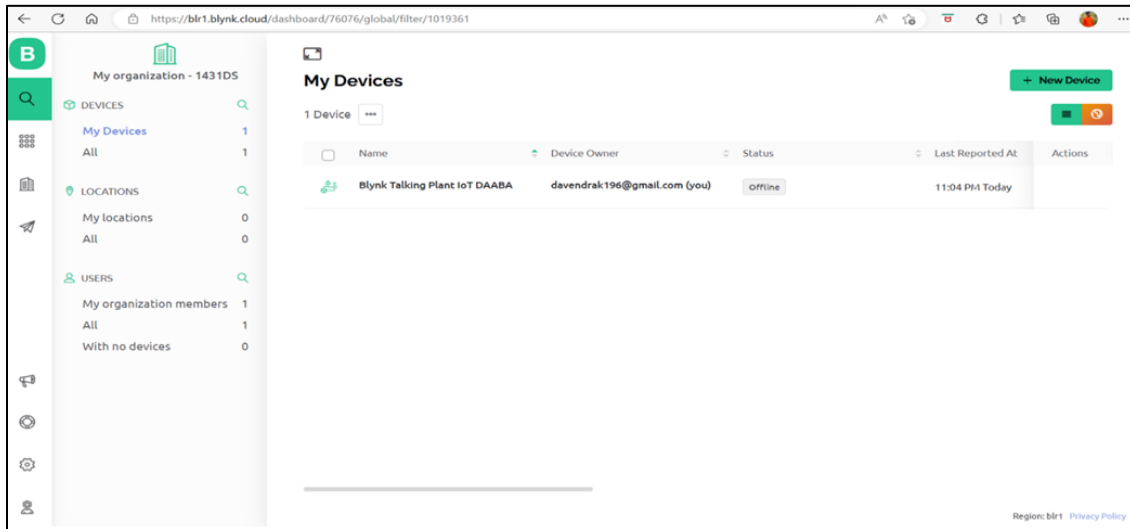 https://blr1.blynk.cloud/dashboard/76076/global/filter/1019361
B
My organization - 1431DS
DEVICES
My Devices 1
All 1
LOCATIONS
My locations 0
All 0
USERS
My organization members 1
All 1
With no devices 0
My Devices
+ New Device
1 Device
Name Device Owner Status Last Reported At Actions
Blynk Talking Plant IoT DAABA davendrak196@gmail.com (you) Offline 11:04 PM Today
Region: blr1 Privacy Policy